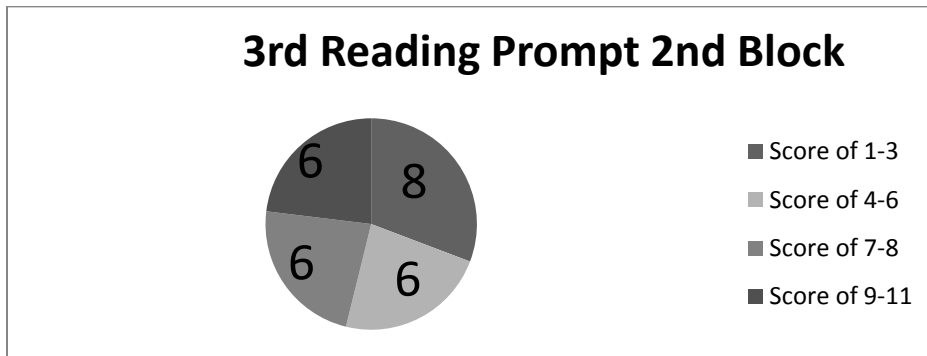 3rd Reading Prompt 2nd Block
6
8
6
6
Score of 1-3
Score of 4-6
Score of 7-8
Score of 9-11